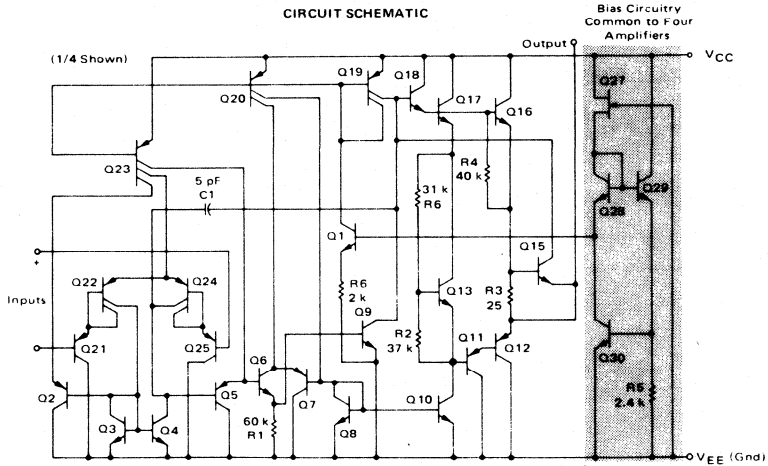 CIRCUIT SCHEMATIC
Bias Circuitry
Common to Four
Amplifiers
(1/4 Shown)
Output
VCC
Q19
Q18
Q27
Q20
Q17
Q16
Q23
R4
40 k
5 pF
C1
31 k
R6
Q28
Q29
Q1
Q15
+
Q22
Q24
R6
2 k
Q13
R3
25
Inputs
Q9
R2
37 k
Q11
Q12
Q21
Q25
Q30
Q6
Q2
Q5
Q7
Q10
R5
2.4 k
Q3
Q4
60 k
R1
Q8
VEE (Gnd)